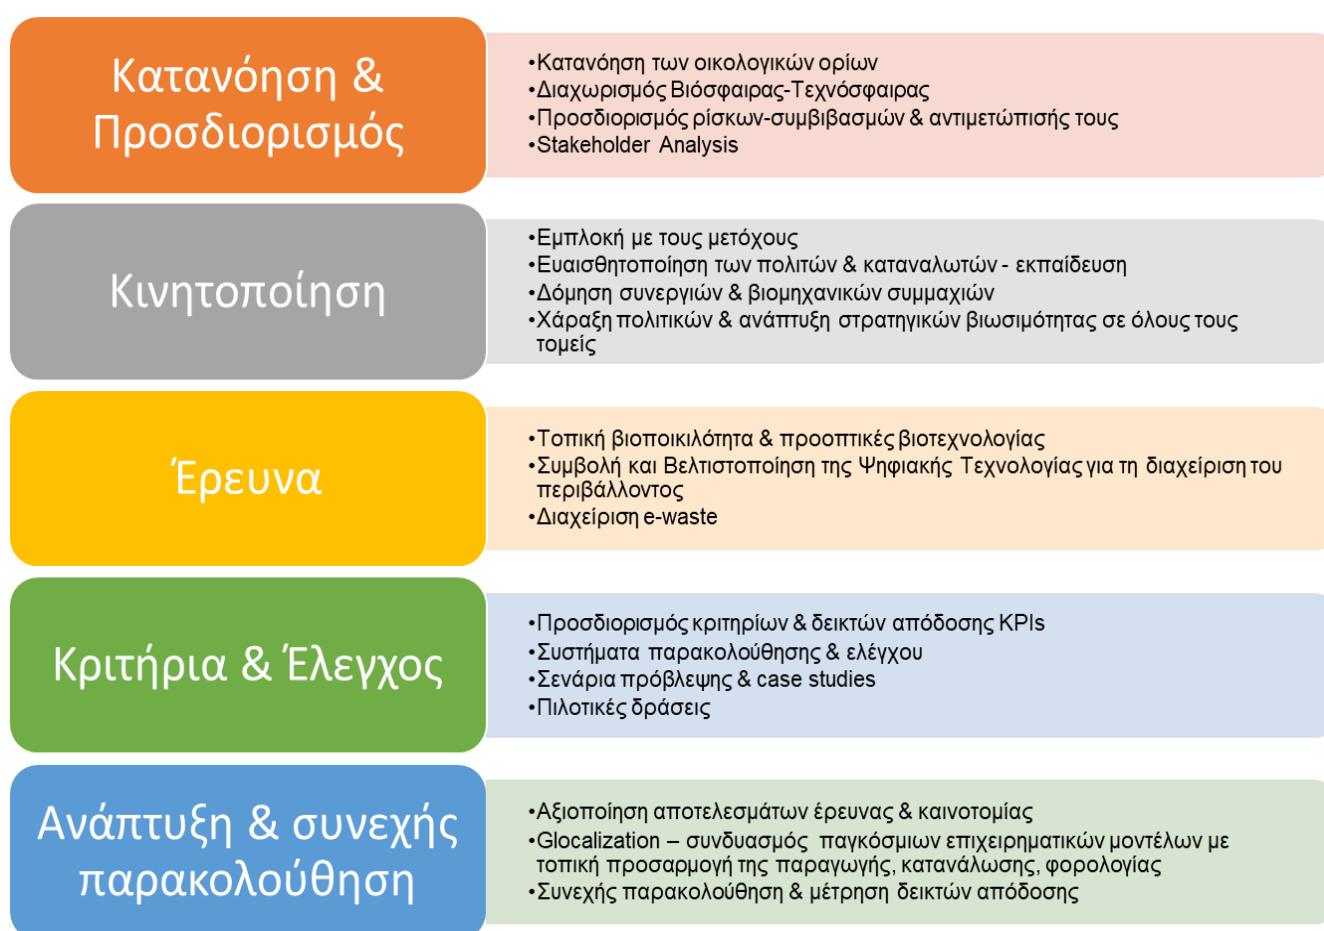 Κατανόηση &
Προσδιορισμός
•Κατανόηση των οικολογικών ορίων
•Διαχωρισμός Βιόσφαιρας-Τεχνόσφαιρας
•Προσδιορισμός ρίσκων-συμβιβασμών & αντιμετώπισής τους
•Stakeholder Analysis
Κινητοποίηση
•Εμπλοκή με τους μετόχους
•Ευαισθητοποίηση των πολιτών & καταναλωτών - εκπαίδευση
•Δόμηση συνεργιών & βιομηχανικών συμμαχιών
•Χάραξη πολιτικών & ανάπτυξη στρατηγικών βιωσιμότητας σε όλους τους
τομείς
Έρευνα
•Τοπική βιοποικιλότητα & προοπτικές βιοτεχνολογίας
•Συμβολή και Βελτιστοποίηση της Ψηφιακής Τεχνολογίας για τη διαχείριση του
περιβάλλοντος
•Διαχείριση e-waste
Κριτήρια & Έλεγχος
•Προσδιορισμός κριτηρίων & δεικτών απόδοσης KPIs
•Συστήματα παρακολούθησης & ελέγχου
•Σενάρια πρόβλεψης & case studies
•Πιλοτικές δράσεις
Ανάπτυξη & συνεχής
παρακολούθηση
•Αξιοποίηση αποτελεσμάτων έρευνας & καινοτομίας
•Glocalization – συνδυασμός παγκόσμιων επιχειρηματικών μοντέλων με
τοπική προσαρμογή της παραγωγής, κατανάλωσης, φορολογίας
•Συνεχής παρακολούθηση & μέτρηση δεικτών απόδοσης